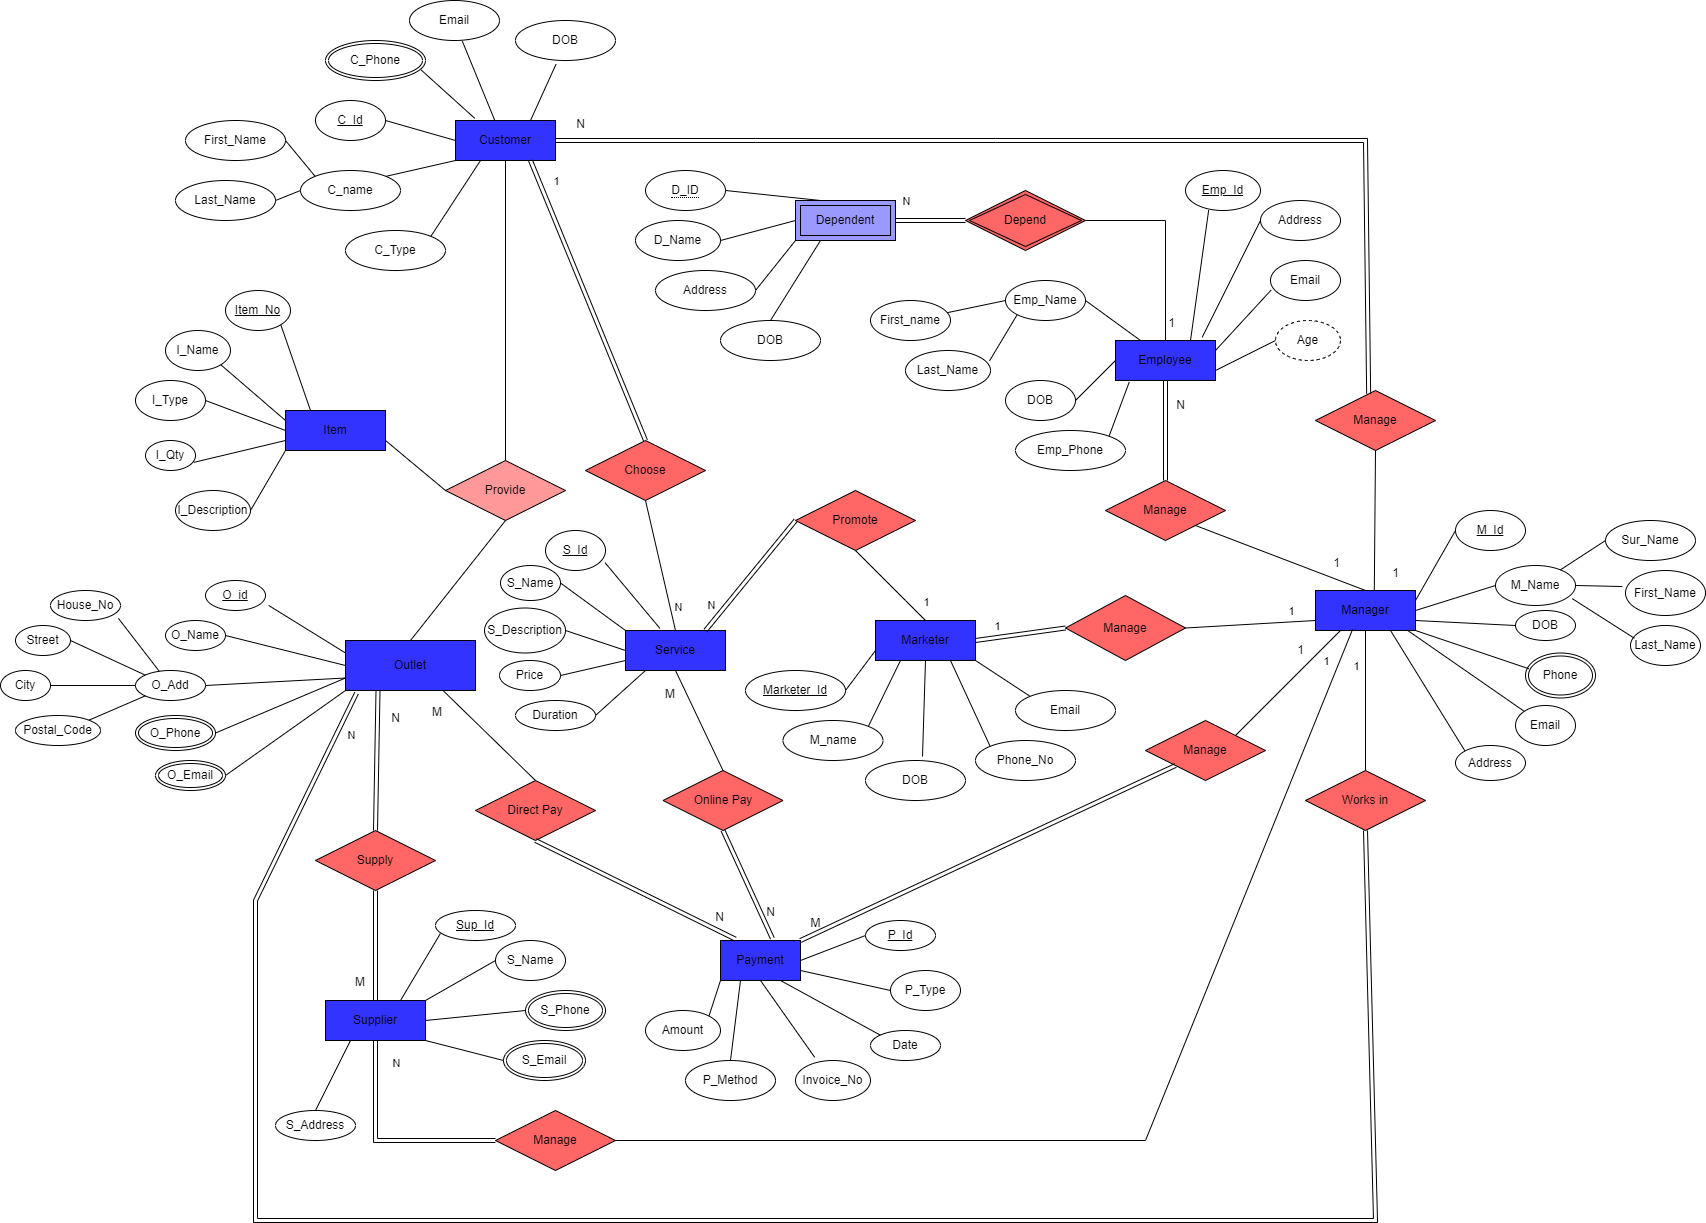 Email
DOB
C_Phone
C_Id
First_Name
Customer
N
Last_Name
C_name
1
C_Type
D_ID
Dependent
N
Depend
D_Name
Address
DOB
Emp_Id
Address
Email
Emp_Name
First_name
Last_Name
1
Age
Employee
DOB
N
Emp_Phone
Manage
Item_No
I_Name
I_Type
Item
I_Qty
I_Description
Provide
Choose
Promote
Manage
S_Id
S_Name
S_Description
N
N
Service
Price
M
Duration
1
Marketer
1
Manage
1
Marketer_Id
M_name
DOB
Phone_No
Email
1
1
Manager
M_Id
Sur_Name
M_Name
First_Name
DOB
Last_Name
Phone
Email
Address
1
1
1
House_No
O_id
Street
O_Name
City
O_Add
Outlet
Postal_Code
O_Phone
O_Email
N
N
M
Direct Pay
Online Pay
Manage
Works in
Supply
N
N
M
M
Sup_Id
S_Name
S_Phone
Supplier
S_Email
N
S_Address
Manage
Payment
P_Id
P_Type
Date
Amount
P_Method
Invoice_No